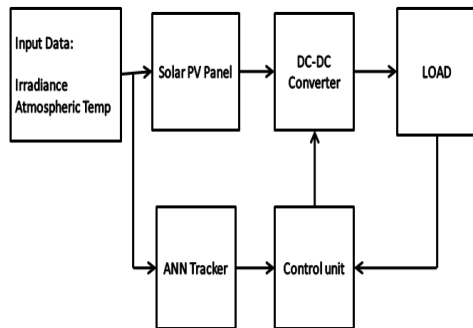 Input Data:
Irradiance
Atmospheric Temp
Solar PV Panel
DC-DC
Converter
LOAD
ANN Tracker
Control unit